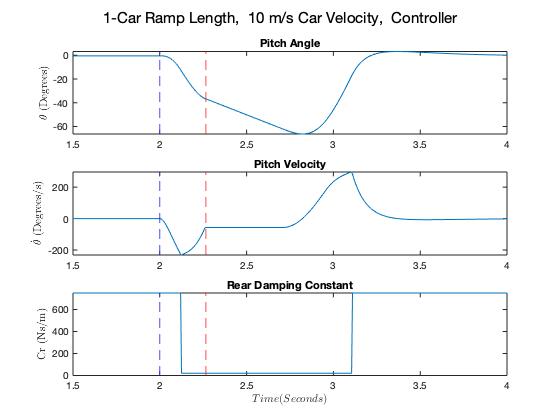 1-Car Ramp Length, 10 m/s Car Velocity, Controller
Pitch Angle
θ (Degrees)
0
-20
-40
-60
1.5 2 2.5 3 3.5 4
Pitch Velocity
θ̇ (Degrees/s)
200
0
-200
1.5 2 2.5 3 3.5 4
Rear Damping Constant
Cr (Ns/m)
600
400
200
0
1.5 2 2.5 3 3.5 4
Time(Seconds)